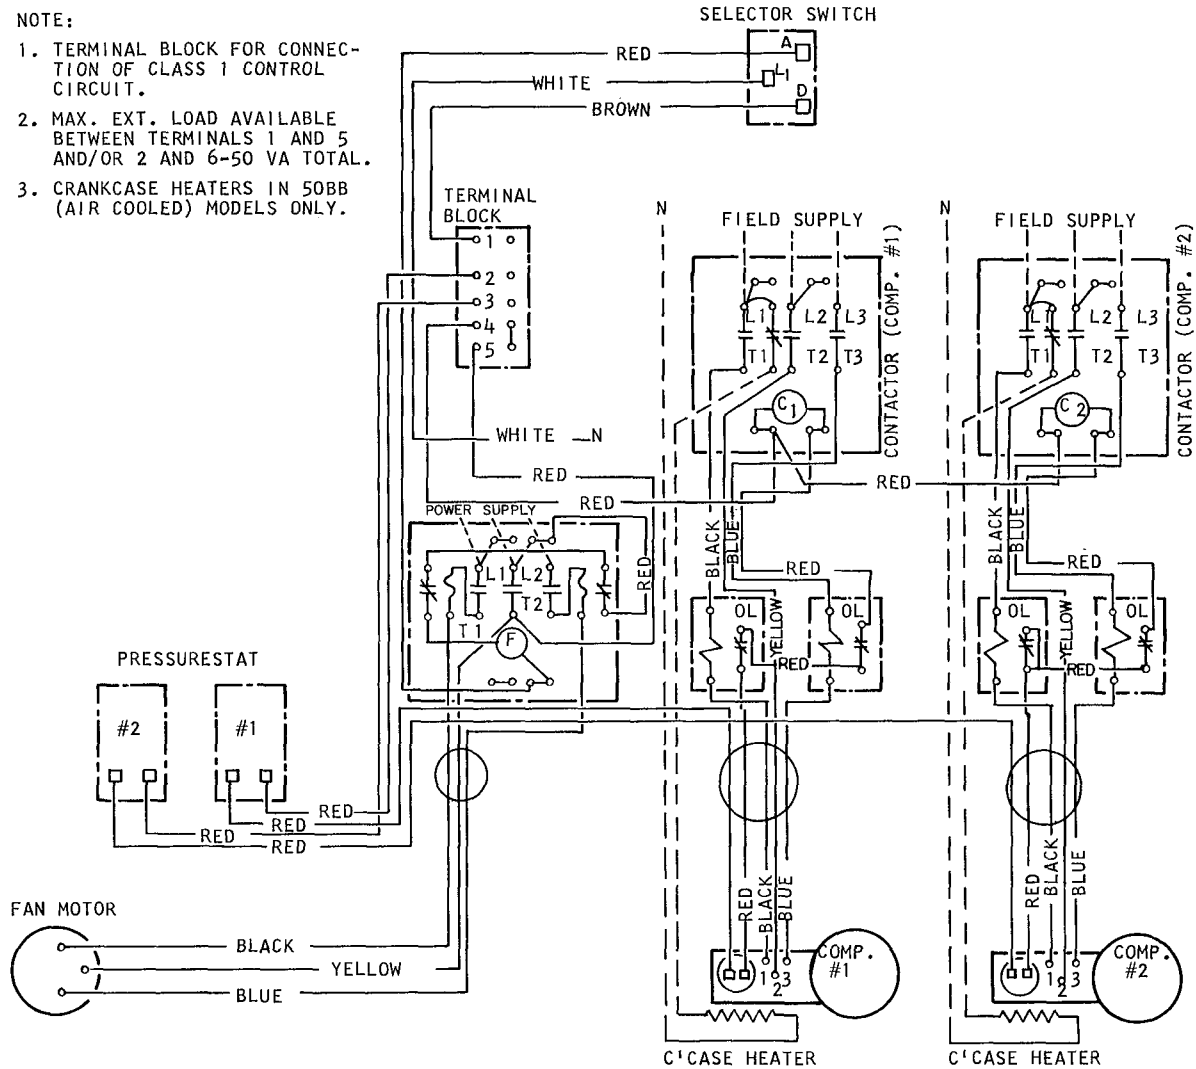 NOTE:
1. TERMINAL BLOCK FOR CONNEC-
TION OF CLASS 1 CONTROL
CIRCUIT.
2. MAX. EXT. LOAD AVAILABLE
BETWEEN TERMINALS 1 AND 5
AND/OR 2 AND 6-50 VA TOTAL.
3. CRANKCASE HEATERS IN 50BB
(AIR COOLED) MODELS ONLY.
SELECTOR SWITCH
RED
A
WHITE
L1
BROWN
D
TERMINAL
BLOCK
1
2
3
4
5
WHITE
N
RED
RED
POWER SUPPLY
L1
L2
T1
T2
F
RED
N
FIELD SUPPLY
L1
L2
L3
T1
T2
T3
C1
CONTACTOR (COMP. #1)
RED
BLACK
BLUE
RED
OL
YELLOW
OL
RED
N
FIELD SUPPLY
L1
L2
L3
T1
T2
T3
C2
CONTACTOR (COMP. #2)
BLACK
BLUE
RED
OL
YELLOW
OL
RED
PRESSURESTAT
#2
#1
RED
RED
RED
RED
FAN MOTOR
BLACK
YELLOW
BLUE
RED
BLACK
BLUE
1
2
3
COMP.
#1
C'CASE HEATER
RED
BLACK
BLUE
1
2
3
COMP.
#2
C'CASE HEATER